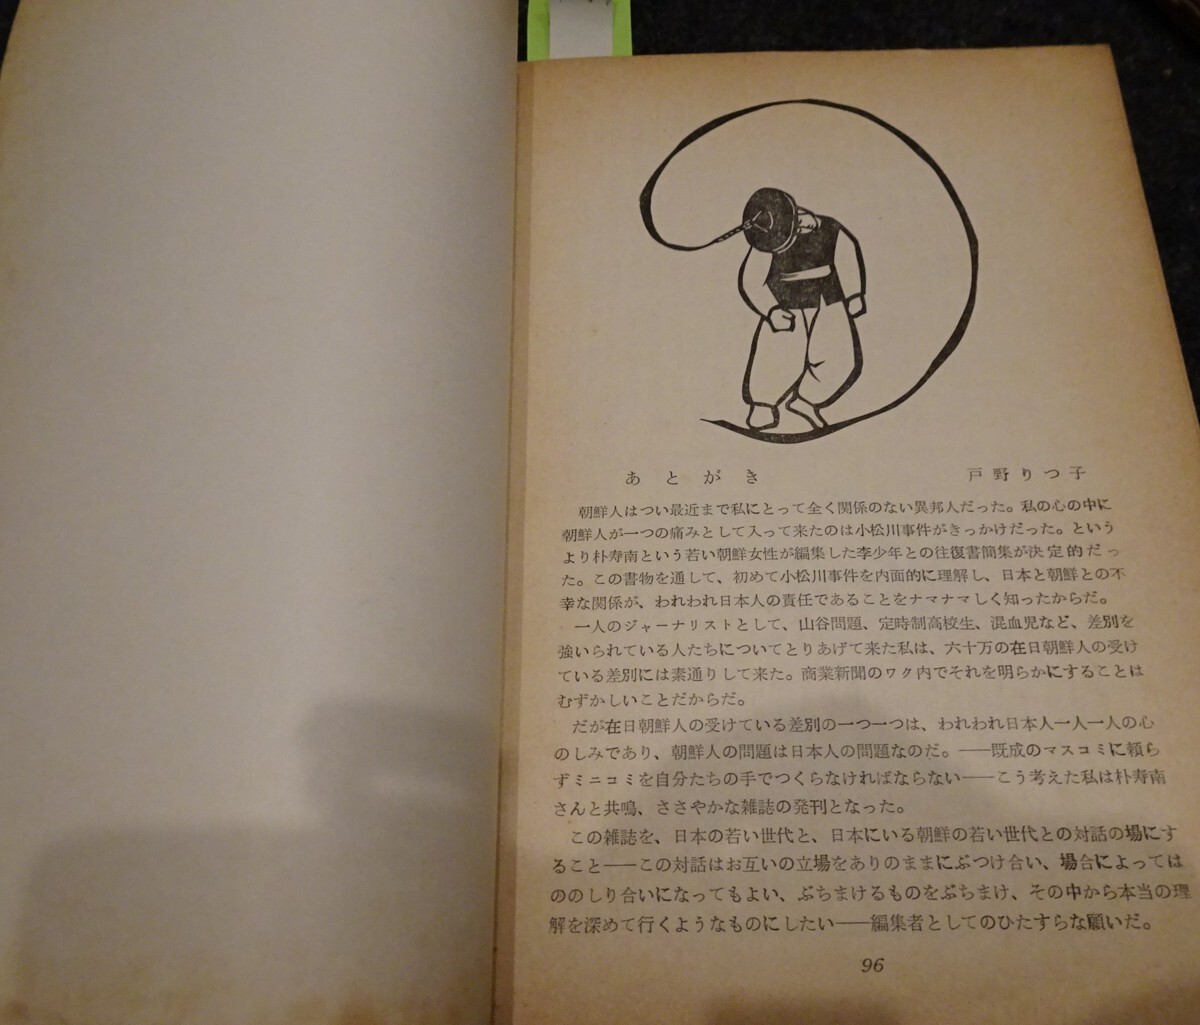 あとがき　戸野りつ子
朝鮮人はつい最近まで私にとって全く関係のない異邦人だった。私の心の中に
朝鮮人が一つの痛みとして入って来たのは小松川事件がきっかけだった。という
より朴寿南という若い朝鮮女性が編集した李少年との往復書簡集が決定的だっ
た。この書物を通して、初めて小松川事件を内面的に理解し、日本と朝鮮との不
幸な関係が、われわれ日本人の責任であることをナマナマしく知ったからだ。
一人のジャーナリストとして、山谷問題、定時制高校生、混血児など、差別を
強いられている人たちについてとりあげて来た私は、六十万の在日朝鮮人の受け
ている差別には素通りして来た。商業新聞のワク内でそれを明らかにすることは
むずかしいことだからだ。
だが在日朝鮮人の受けている差別の一つ一つは、われわれ日本人一人一人の心
のしみであり、朝鮮人の問題は日本人の問題なのだ。――既成のマスコミに頼ら
ずミニコミを自分たちの手でつくらなければならない――こう考えた私は朴寿南
さんと共鳴、ささやかな雑誌の発刊となった。
この雑誌を、日本の若い世代と、日本にいる朝鮮の若い世代との対話の場にす
ること――この対話はお互いの立場をありのままにぶつけ合い、場合によっては
ののしり合いになってもよい、ぶちまけるものをぶちまけ、その中から本当の理
解を深めて行くようなものにしたい――編集者としてのひたすらな願いだ。
96